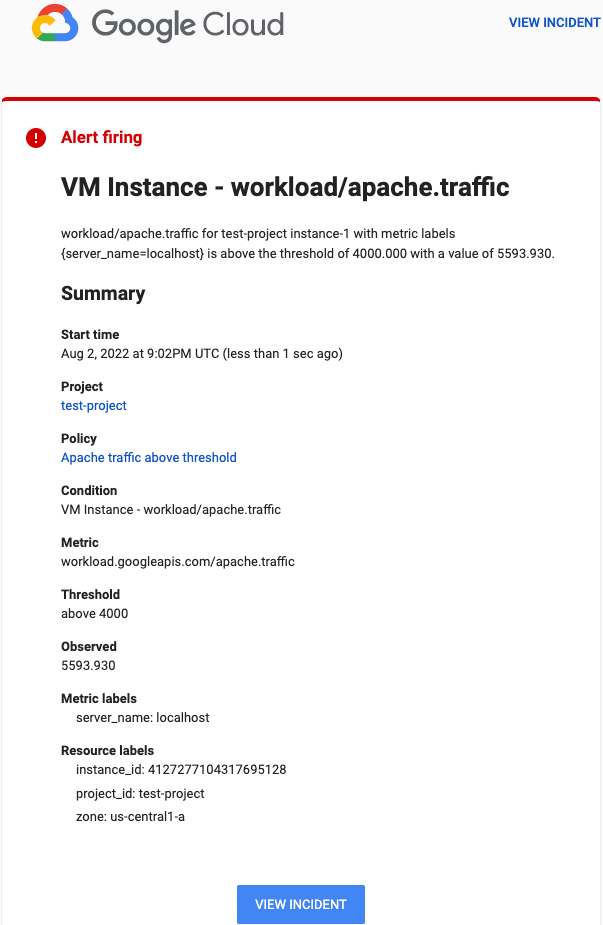 Google Cloud
VIEW INCIDENT
Alert firing
VM Instance - workload/apache.traffic
workload/apache.traffic for test-project instance-1 with metric labels
{server_name=localhost} is above the threshold of 4000.000 with a value of 5593.930.
Summary
Start time
Aug 2, 2022 at 9:02PM UTC (less than 1 sec ago)
Project
test-project
Policy
Apache traffic above threshold
Condition
VM Instance - workload/apache.traffic
Metric
workload.googleapis.com/apache.traffic
Threshold
above 4000
Observed
5593.930
Metric labels
server_name: localhost
Resource labels
instance_id: 4127277104317695128
project_id: test-project
zone: us-central1-a
VIEW INCIDENT